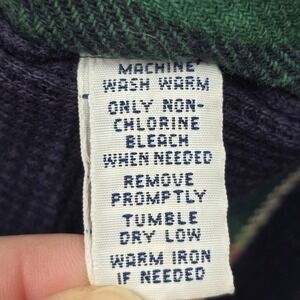 MACHINE
WASH WARM
ONLY NON-
CHLORINE
BLEACH
WHEN NEEDED
REMOVE
PROMPTLY
TUMBLE
DRY LOW
WARM IRON
IF NEEDED